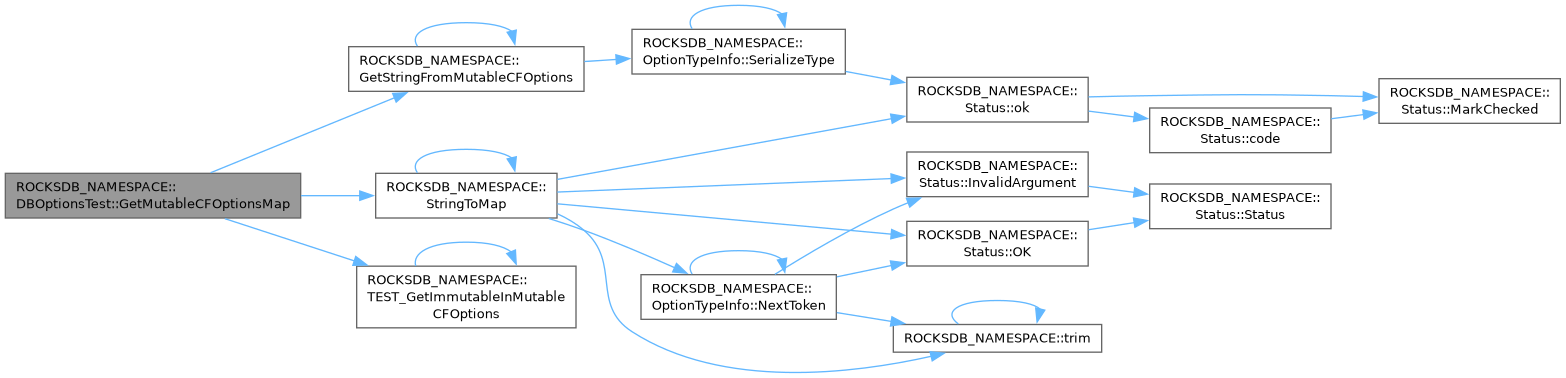 ROCKSDB_NAMESPACE::
DBOptionsTest::GetMutableCFOptionsMap
ROCKSDB_NAMESPACE::
GetStringFromMutableCFOptions
ROCKSDB_NAMESPACE::
StringToMap
ROCKSDB_NAMESPACE::
TEST_GetImmutableInMutable
CFOptions
ROCKSDB_NAMESPACE::
OptionTypeInfo::SerializeType
ROCKSDB_NAMESPACE::
OptionTypeInfo::NextToken
ROCKSDB_NAMESPACE::
Status::ok
ROCKSDB_NAMESPACE::
Status::InvalidArgument
ROCKSDB_NAMESPACE::
Status::OK
ROCKSDB_NAMESPACE::trim
ROCKSDB_NAMESPACE::
Status::code
ROCKSDB_NAMESPACE::
Status::Status
ROCKSDB_NAMESPACE::
Status::MarkChecked